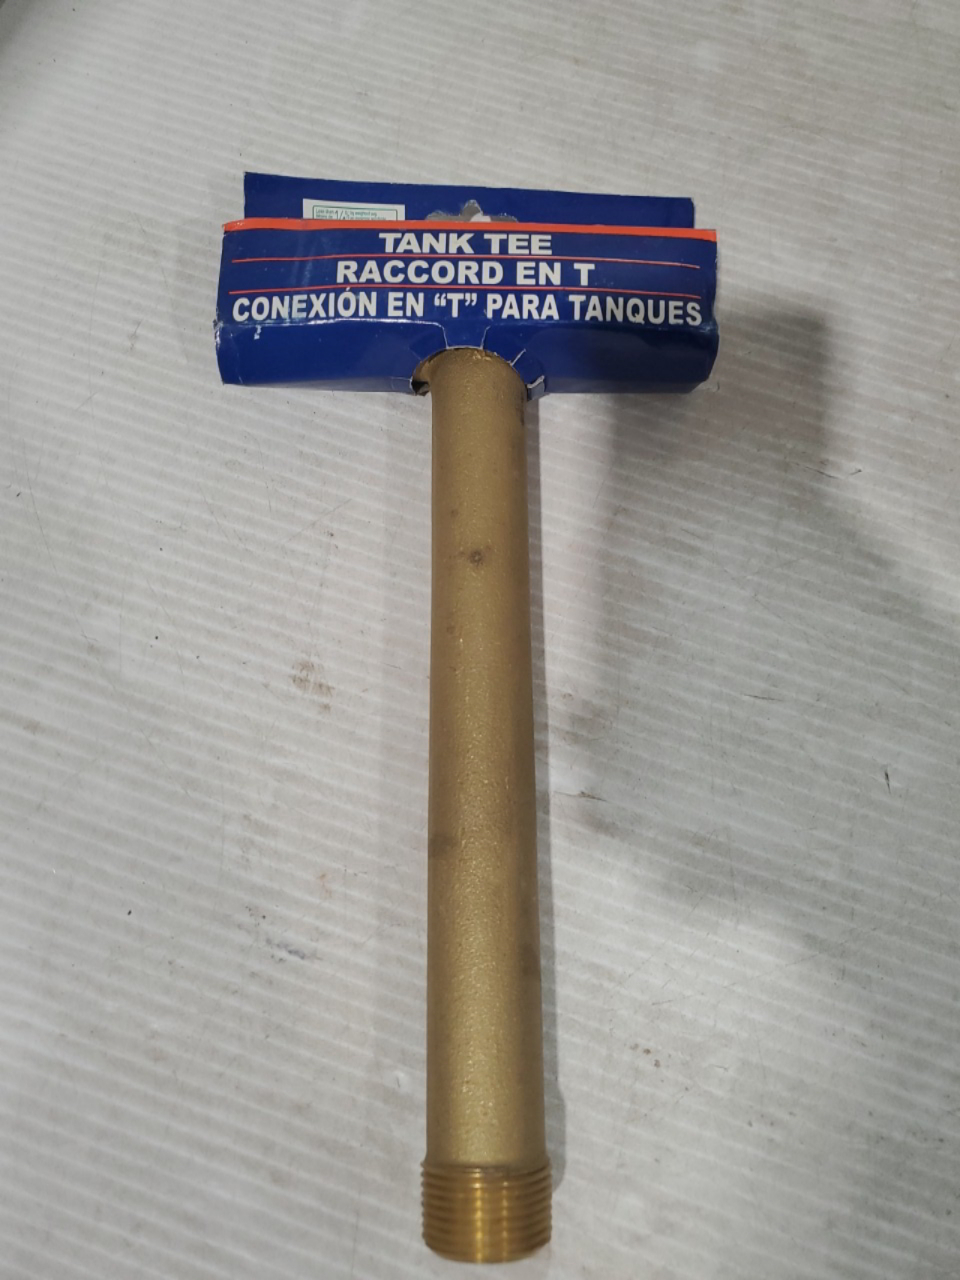 TANK TEE
RACCORD EN T
CONEXIÓN EN “T” PARA TANQUES